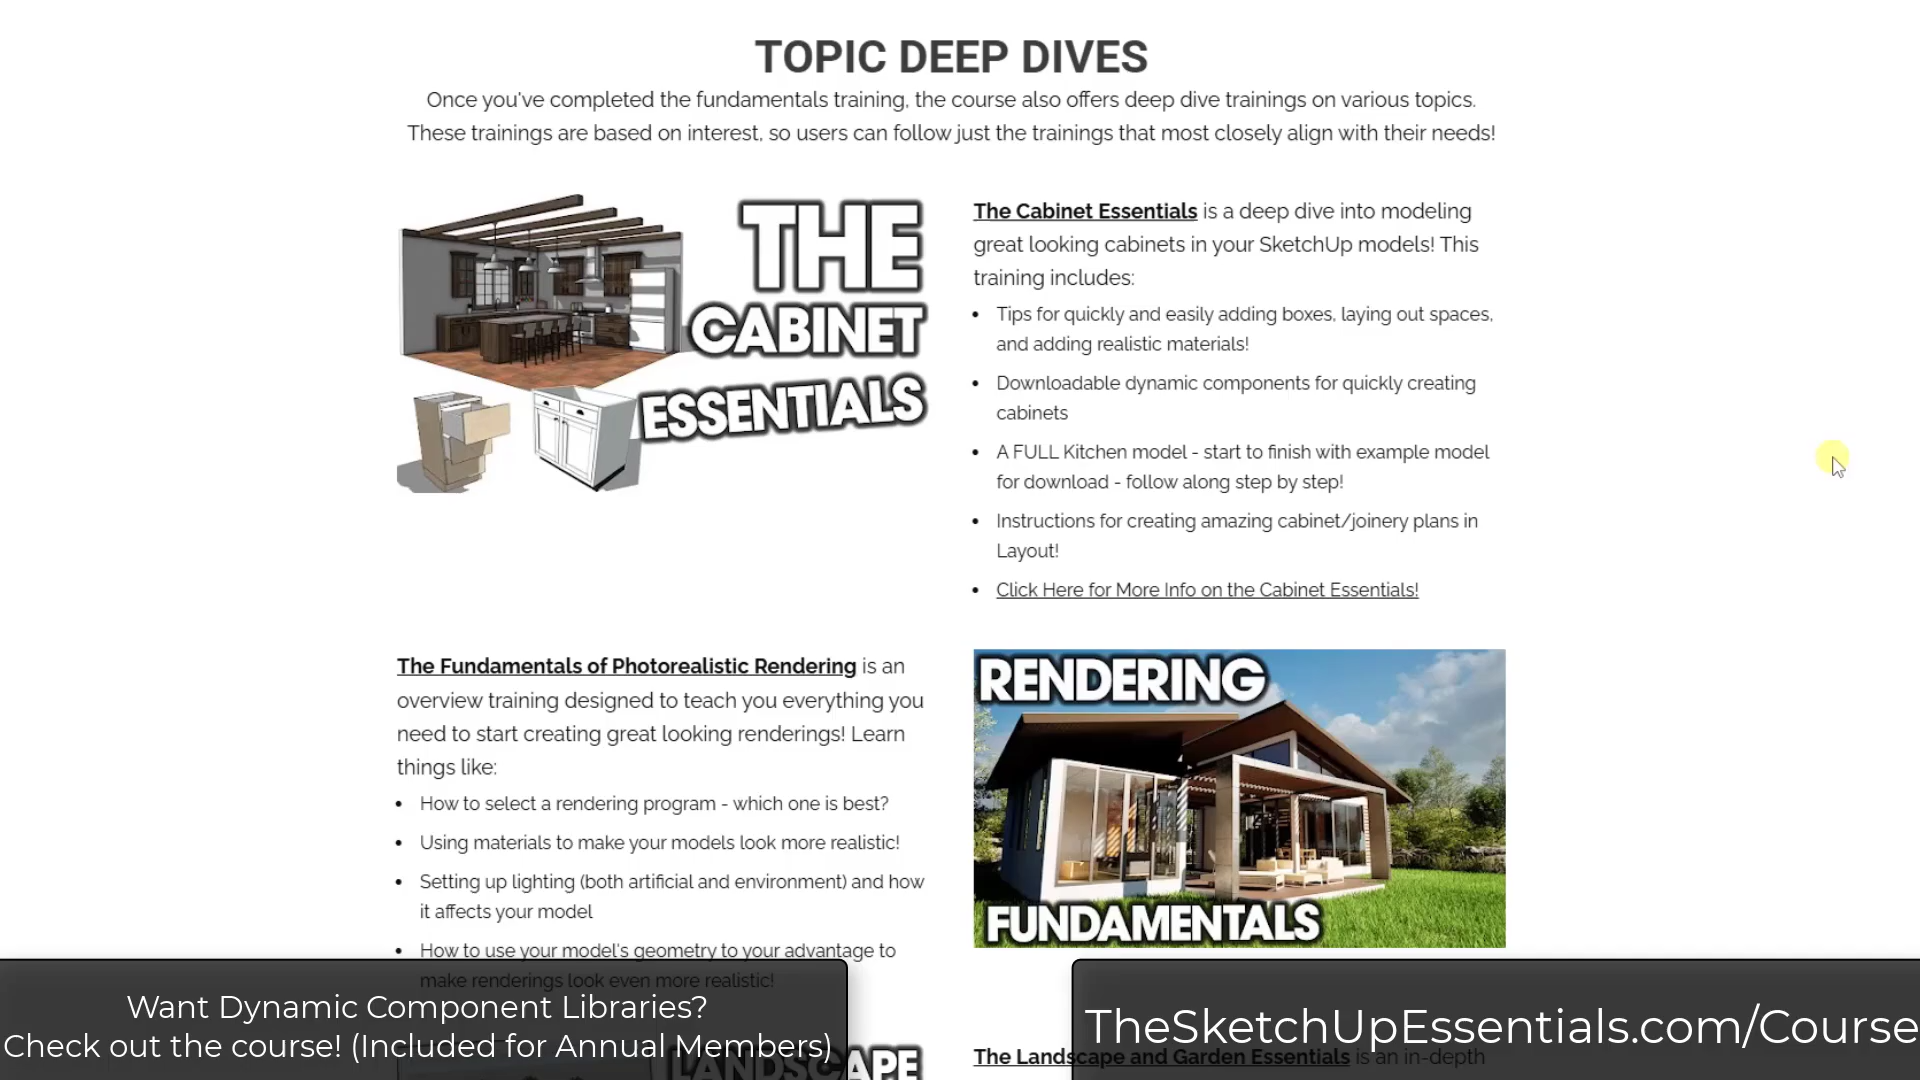 TOPIC DEEP DIVES
Once you've completed the fundamentals training, the course also offers deep dive trainings on various topics.
These trainings are based on interest, so users can follow just the trainings that most closely align with their needs!
THE
CABINET
ESSENTIALS
The Cabinet Essentials is a deep dive into modeling
great looking cabinets in your SketchUp models! This
training includes:
• Tips for quickly and easily adding boxes, laying out spaces,
and adding realistic materials!
• Downloadable dynamic components for quickly creating
cabinets
• A FULL Kitchen model - start to finish with example model
for download - follow along step by step!
• Instructions for creating amazing cabinet/joinery plans in
Layout!
• Click Here for More Info on the Cabinet Essentials!
The Fundamentals of Photorealistic Rendering is an
overview training designed to teach you everything you
need to start creating great looking renderings! Learn
things like:
• How to select a rendering program - which one is best?
• Using materials to make your models look more realistic!
• Setting up lighting (both artificial and environment) and how
it affects your model
• How to use your model's geometry to your advantage to
make renderings look even more realistic!
RENDERING
FUNDAMENTALS
Want Dynamic Component Libraries?
Check out the course! (Included for Annual Members)
LANDSCAPE
TheSketchUpEssentials.com/Course
The Landscape and Garden Essentials is an in-depth